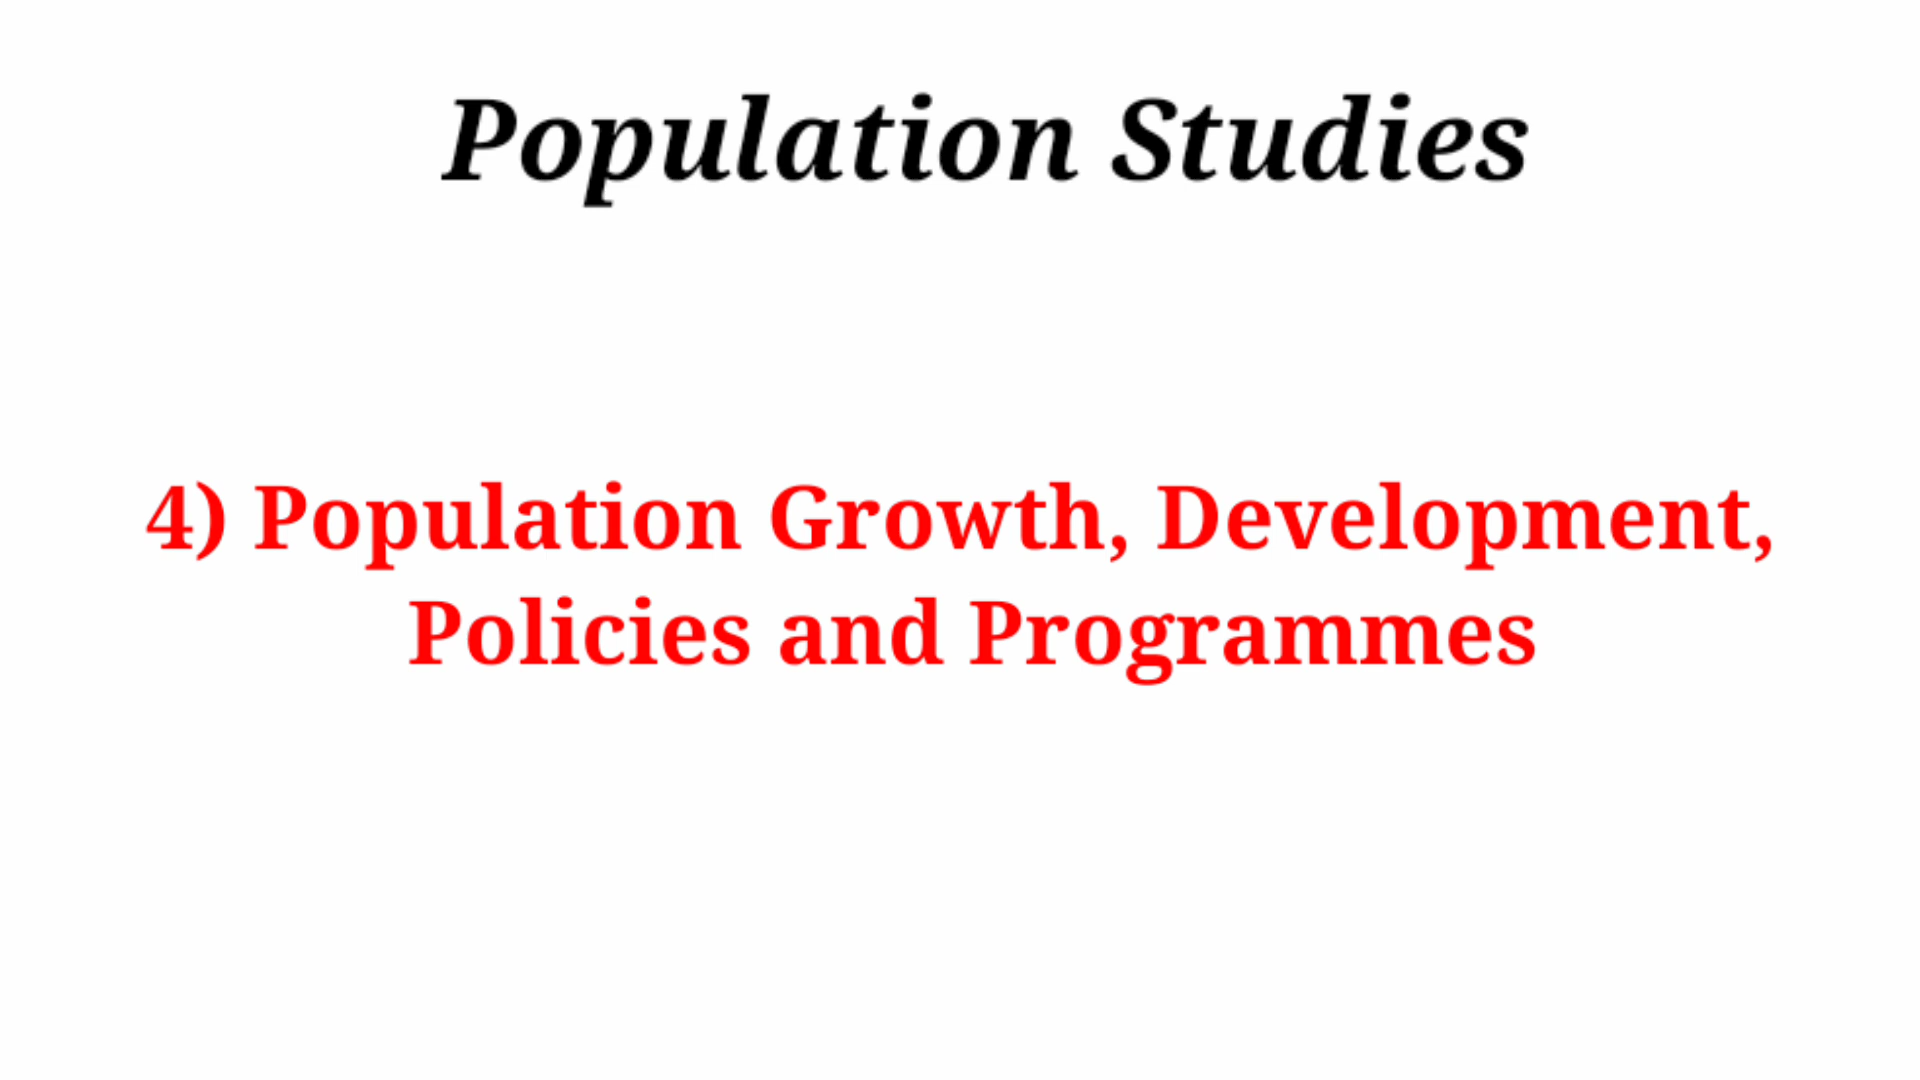 Population Studies
4) Population Growth, Development,
Policies and Programmes